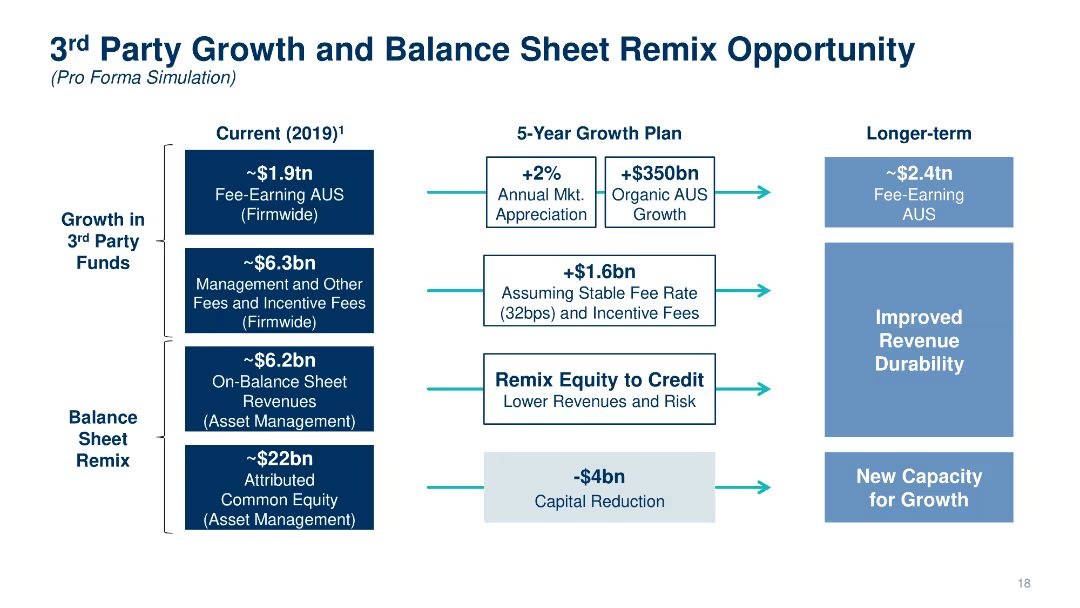 3rd Party Growth and Balance Sheet Remix Opportunity
(Pro Forma Simulation)
Current (2019)1
5-Year Growth Plan
Longer-term
Growth in
3rd Party
Funds
~$1.9tn
Fee-Earning AUS
(Firmwide)
+2%
Annual Mkt.
Appreciation
+$350bn
Organic AUS
Growth
~$2.4tn
Fee-Earning
AUS
~$6.3bn
Management and Other
Fees and Incentive Fees
(Firmwide)
+$1.6bn
Assuming Stable Fee Rate
(32bps) and Incentive Fees
Improved
Revenue
Durability
Balance
Sheet
Remix
~$6.2bn
On-Balance Sheet
Revenues
(Asset Management)
Remix Equity to Credit
Lower Revenues and Risk
~$22bn
Attributed
Common Equity
(Asset Management)
-$4bn
Capital Reduction
New Capacity
for Growth
18